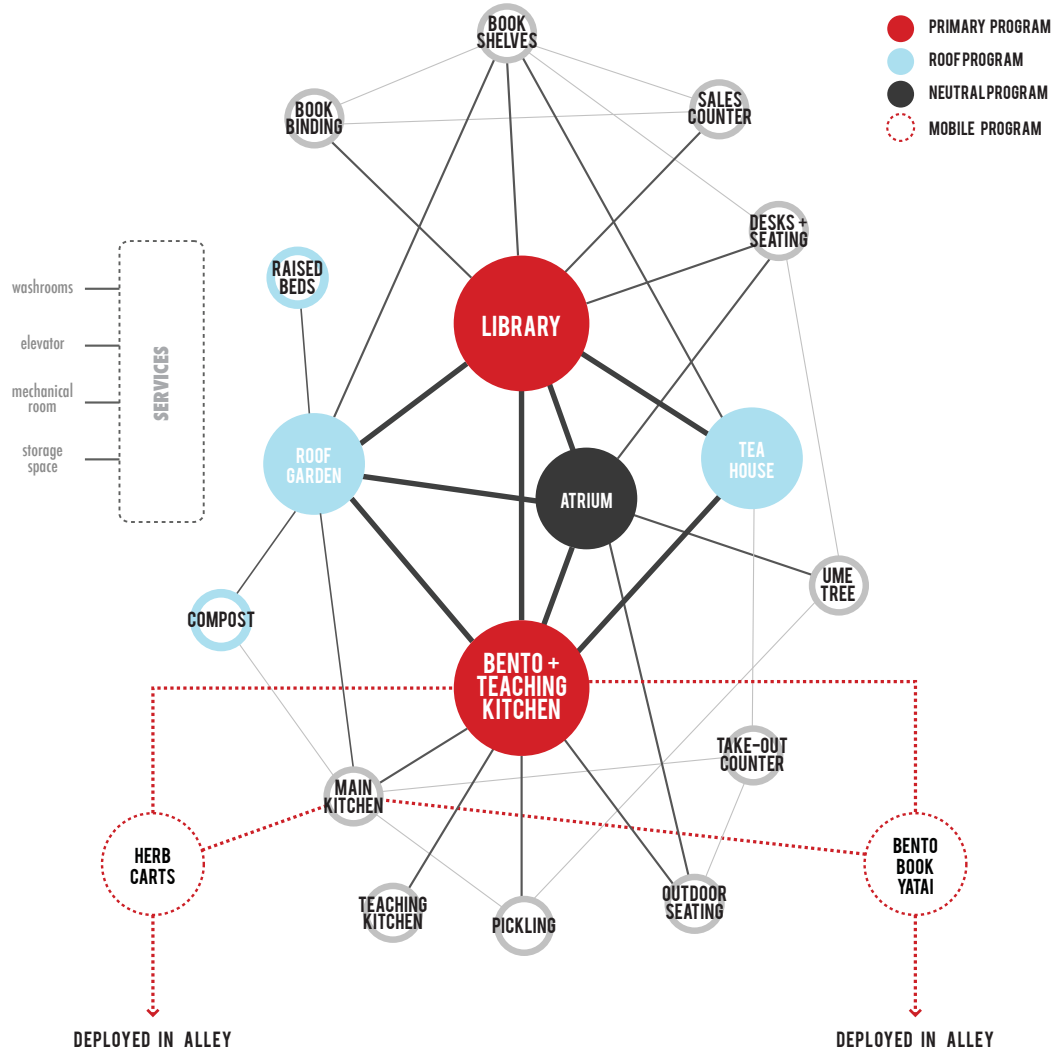 BOOK
SHELVES
PRIMARY PROGRAM
ROOF PROGRAM
NEUTRAL PROGRAM
MOBILE PROGRAM
BOOK
BINDING
SALES
COUNTER
DESKS +
SEATING
RAISED
BEDS
washrooms
elevator
mechanical
room
storage
space
SERVICES
LIBRARY
ROOF
GARDEN
TEA
HOUSE
ATRIUM
UME
TREE
COMPOST
BENTO +
TEACHING
KITCHEN
TAKE-OUT
COUNTER
MAIN
KITCHEN
HERB
CARTS
BENTO
BOOK
YATAI
TEACHING
KITCHEN
PICKLING
OUTDOOR
SEATING
DEPLOYED IN ALLEY
DEPLOYED IN ALLEY